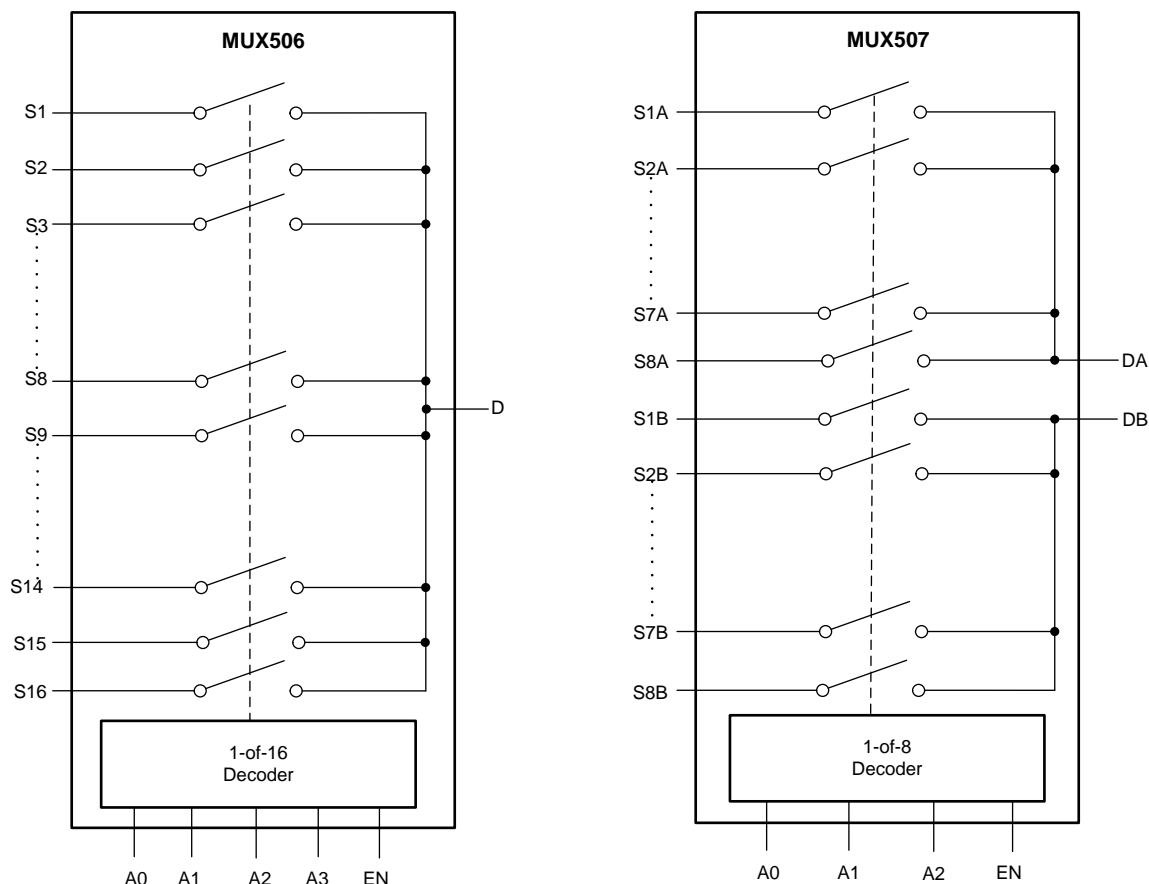 MUX506
S1
S2
S3
S8
S9
S14
S15
S16
D
1-of-16
Decoder
A0 A1 A2 A3 EN
MUX507
S1A
S2A
S7A
S8A
S1B
S2B
S7B
S8B
DA
DB
1-of-8
Decoder
A0 A1 A2 EN